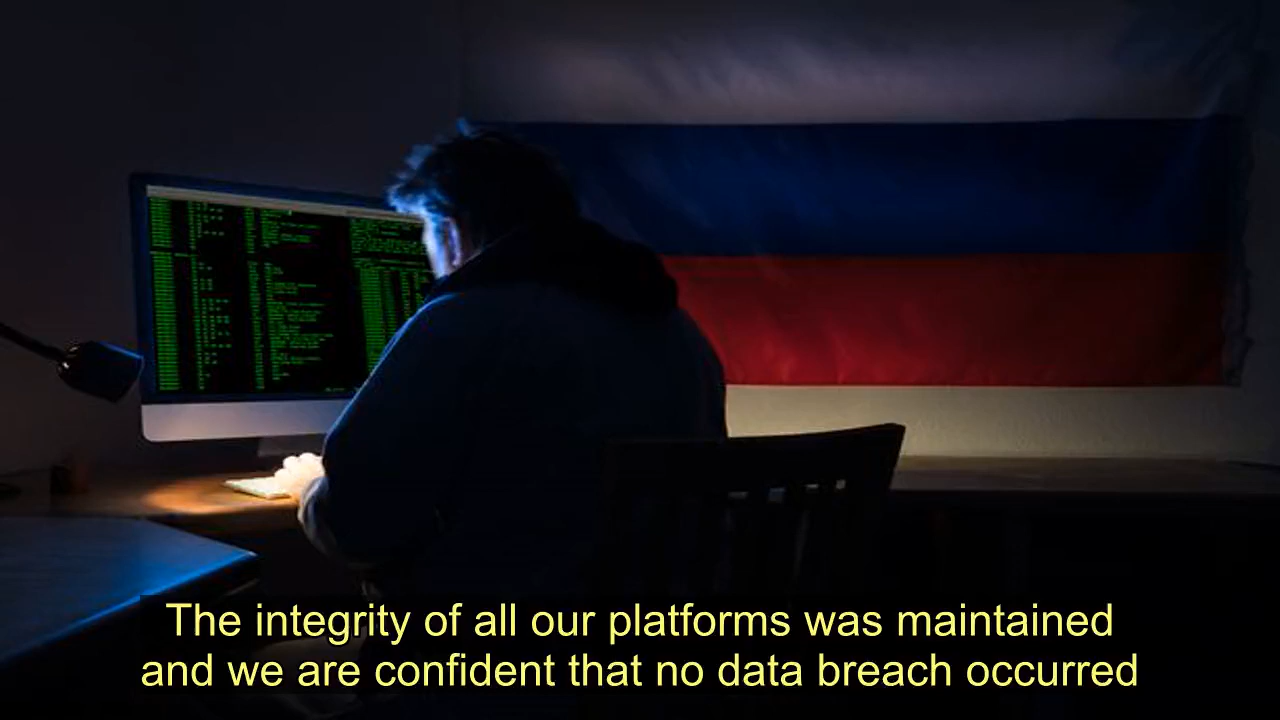 The integrity of all our platforms was maintained
and we are confident that no data breach occurred